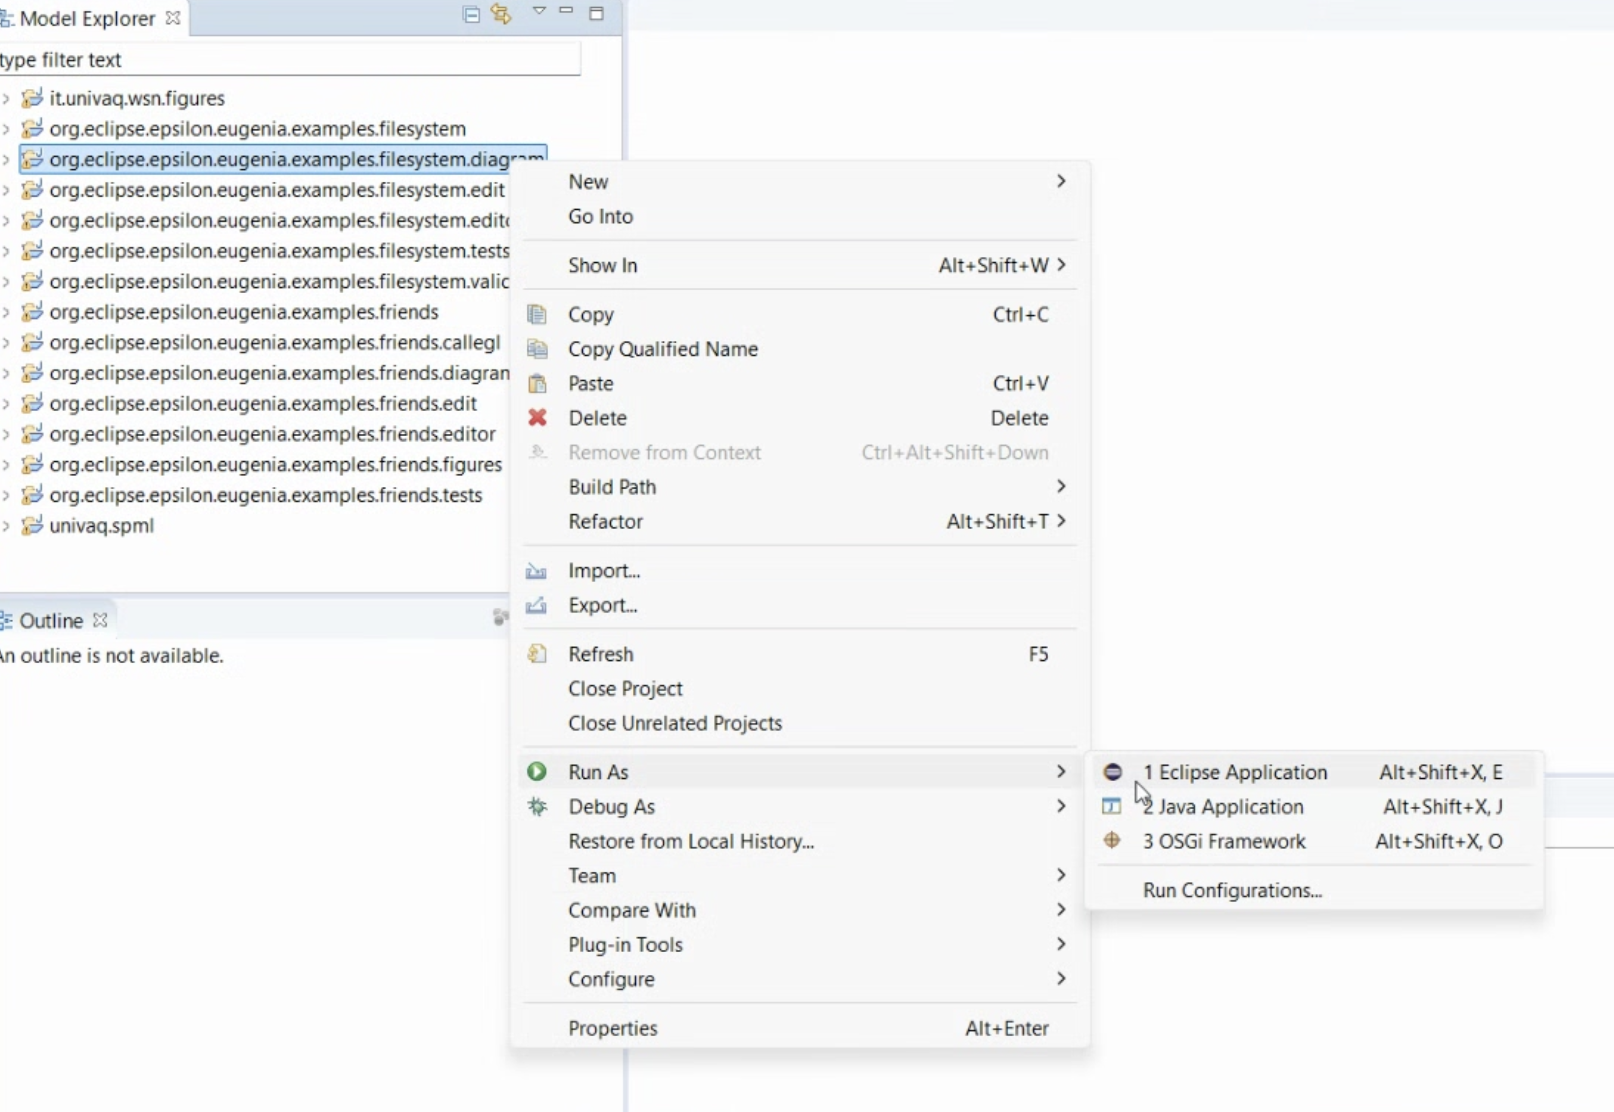 Model Explorer
type filter text
it.univaq.wsn.figures
org.eclipse.epsilon.eugenia.examples.filesystem
org.eclipse.epsilon.eugenia.examples.filesystem.diagram
org.eclipse.epsilon.eugenia.examples.filesystem.edit
org.eclipse.epsilon.eugenia.examples.filesystem.edito
org.eclipse.epsilon.eugenia.examples.filesystem.tests
org.eclipse.epsilon.eugenia.examples.filesystem.valic
org.eclipse.epsilon.eugenia.examples.friends
org.eclipse.epsilon.eugenia.examples.friends.callegl
org.eclipse.epsilon.eugenia.examples.friends.diagran
org.eclipse.epsilon.eugenia.examples.friends.edit
org.eclipse.epsilon.eugenia.examples.friends.editor
org.eclipse.epsilon.eugenia.examples.friends.figures
org.eclipse.epsilon.eugenia.examples.friends.tests
univaq.spml
Outline
An outline is not available.
New
Go Into
Show In Alt+Shift+W
Copy Ctrl+C
Copy Qualified Name
Paste Ctrl+V
Delete Delete
Remove from Context Ctrl+Alt+Shift+Down
Build Path
Refactor Alt+Shift+T
Import...
Export...
Refresh F5
Close Project
Close Unrelated Projects
Run As
Debug As
Restore from Local History...
Team
Compare With
Plug-in Tools
Configure
Properties Alt+Enter
1 Eclipse Application Alt+Shift+X, E
2 Java Application Alt+Shift+X, J
3 OSGi Framework Alt+Shift+X, O
Run Configurations...